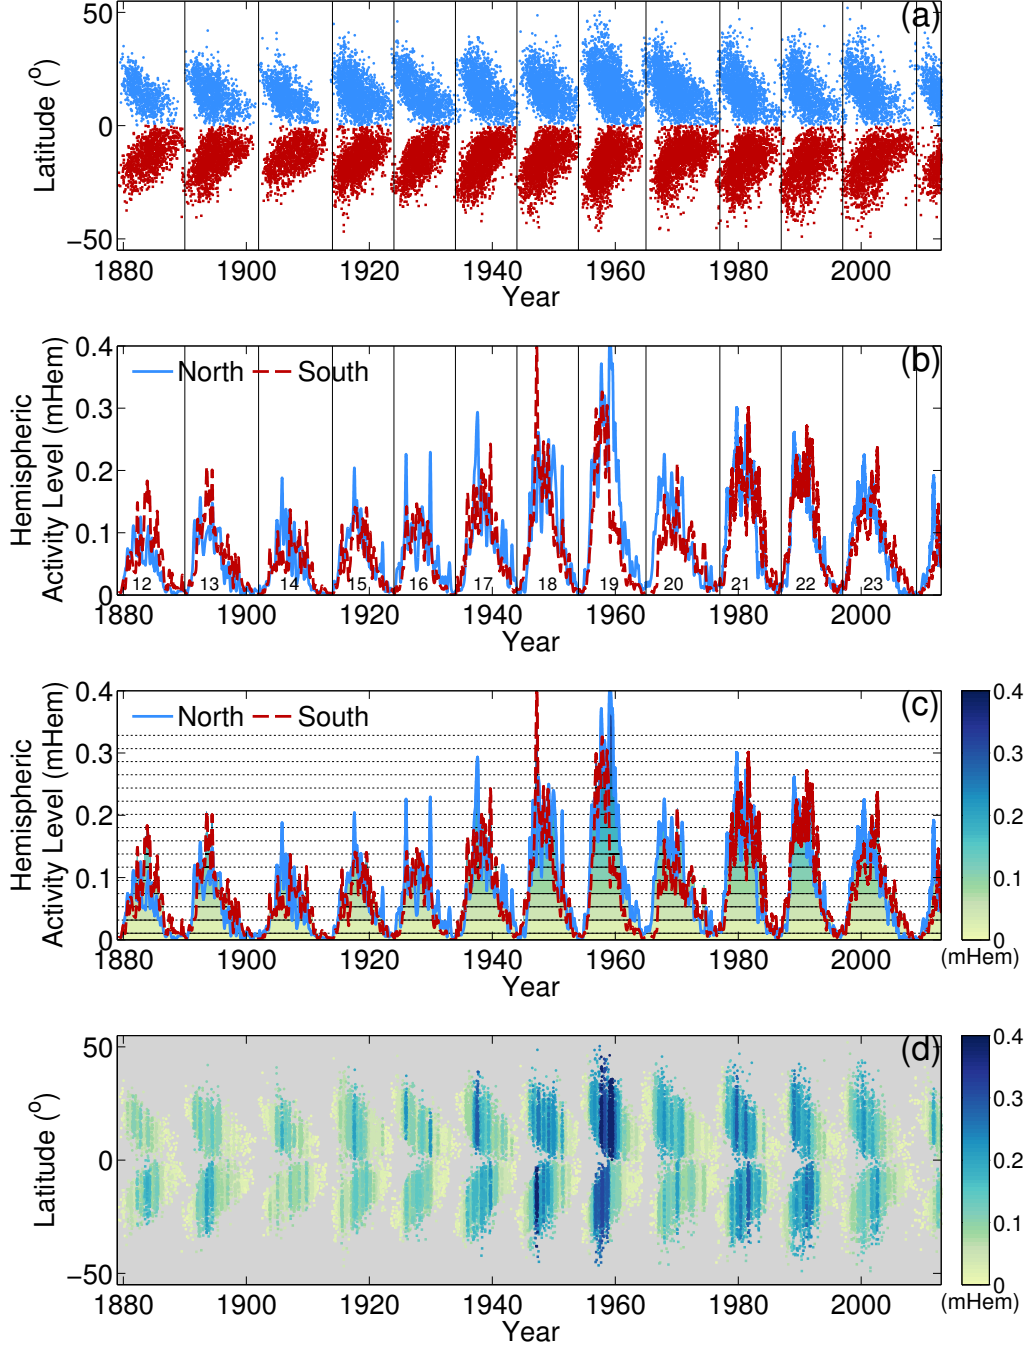 (a)
50
0
−50
Latitude (°)
1880 1900 1920 1940 1960 1980 2000
Year
(b)
North South
0.4
0.3
0.2
0.1
0
Hemispheric
Activity Level (mHem)
12 13 14 15 16 17 18 19 20 21 22 23
1880 1900 1920 1940 1960 1980 2000
Year
(c)
North South
0.4
0.3
0.2
0.1
0
Hemispheric
Activity Level (mHem)
1880 1900 1920 1940 1960 1980 2000
Year
0.4
0.3
0.2
0.1
0
(mHem)
(d)
50
0
−50
Latitude (°)
1880 1900 1920 1940 1960 1980 2000
Year
0.4
0.3
0.2
0.1
0
(mHem)